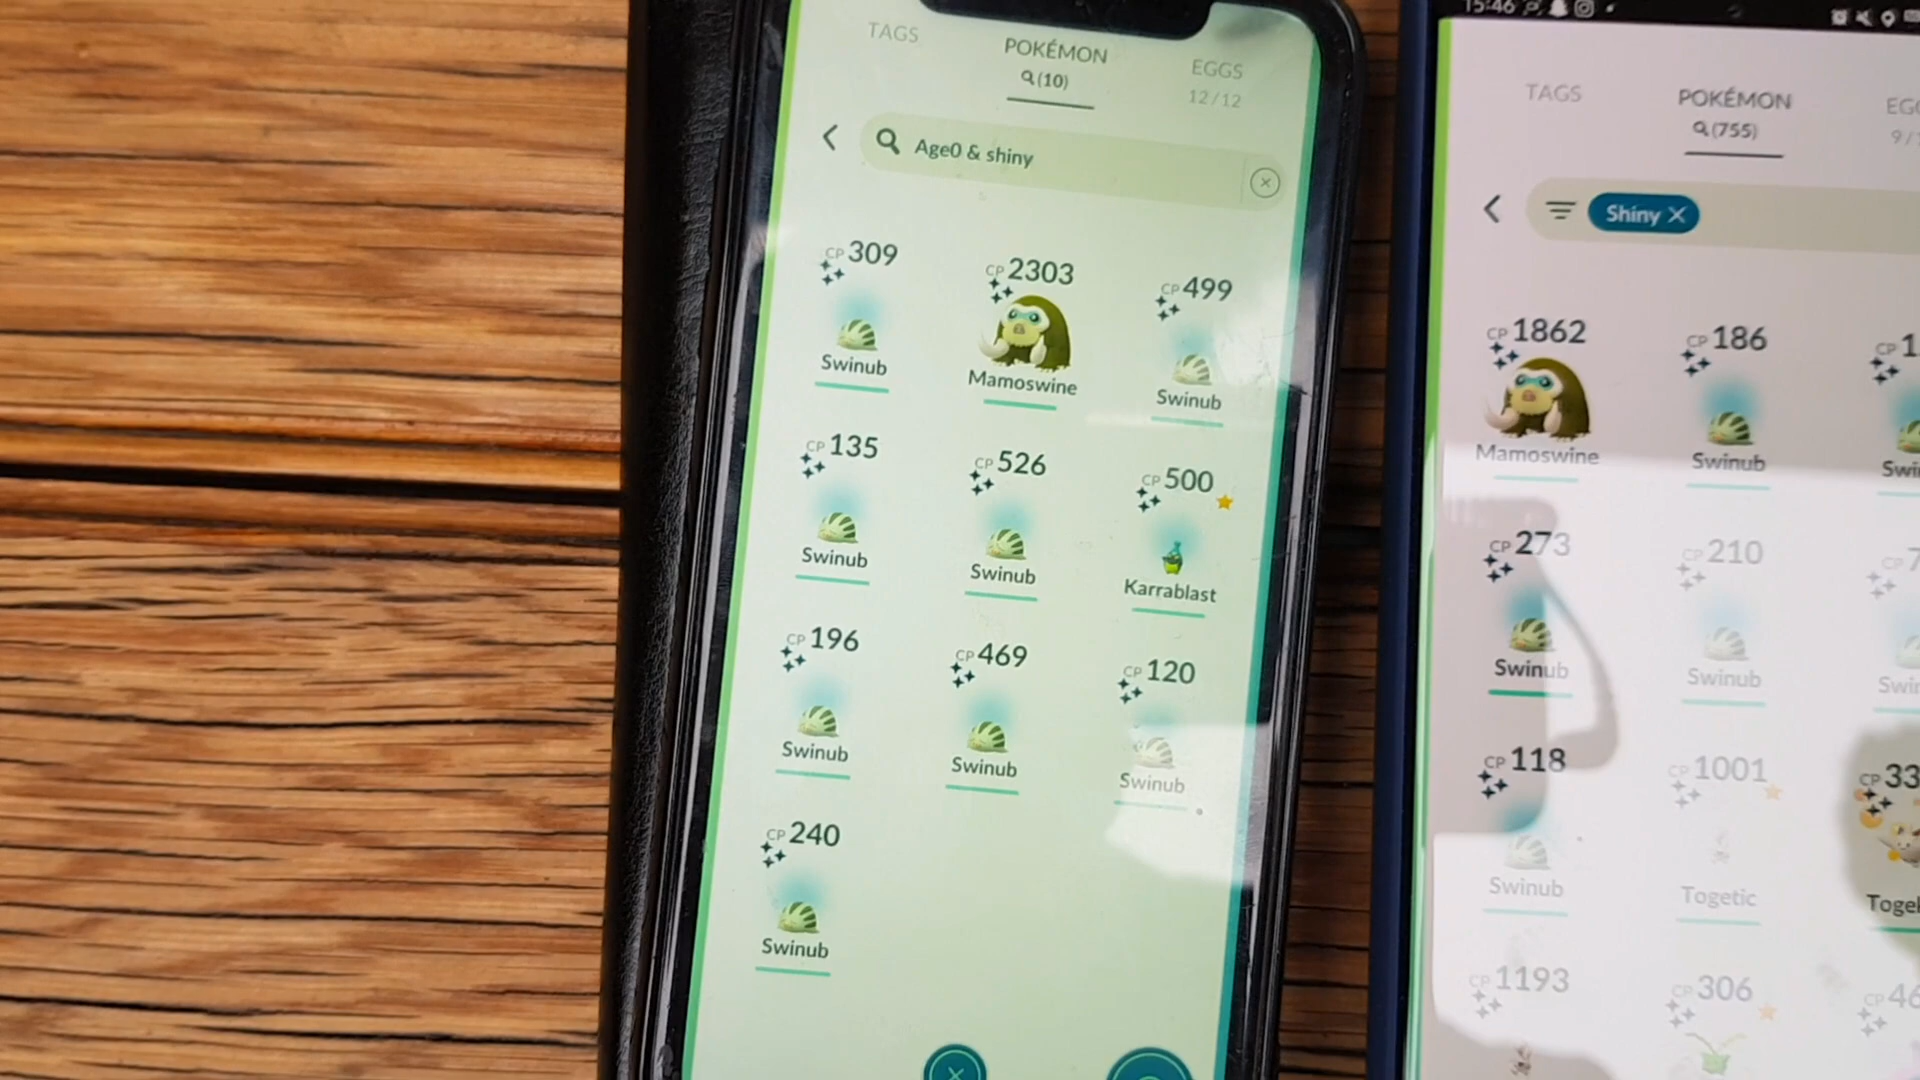 TAGS
POKÉMON
(10)
EGGS
12/12
Age0 & shiny
CP 309
CP 2303
CP 499
Swinub
Mamoswine
Swinub
CP 135
CP 526
CP 500
Swinub
Swinub
Karrablast
CP 196
CP 469
CP 120
Swinub
Swinub
Swinub
CP 240
Swinub
15:46
TAGS
POKÉMON
(755)
Shiny
CP 1862
CP 186
Mamoswine
Swinub
CP 273
CP 210
Swinub
Swinub
CP 118
CP 1001
Swinub
Togetic
CP 1193
CP 306